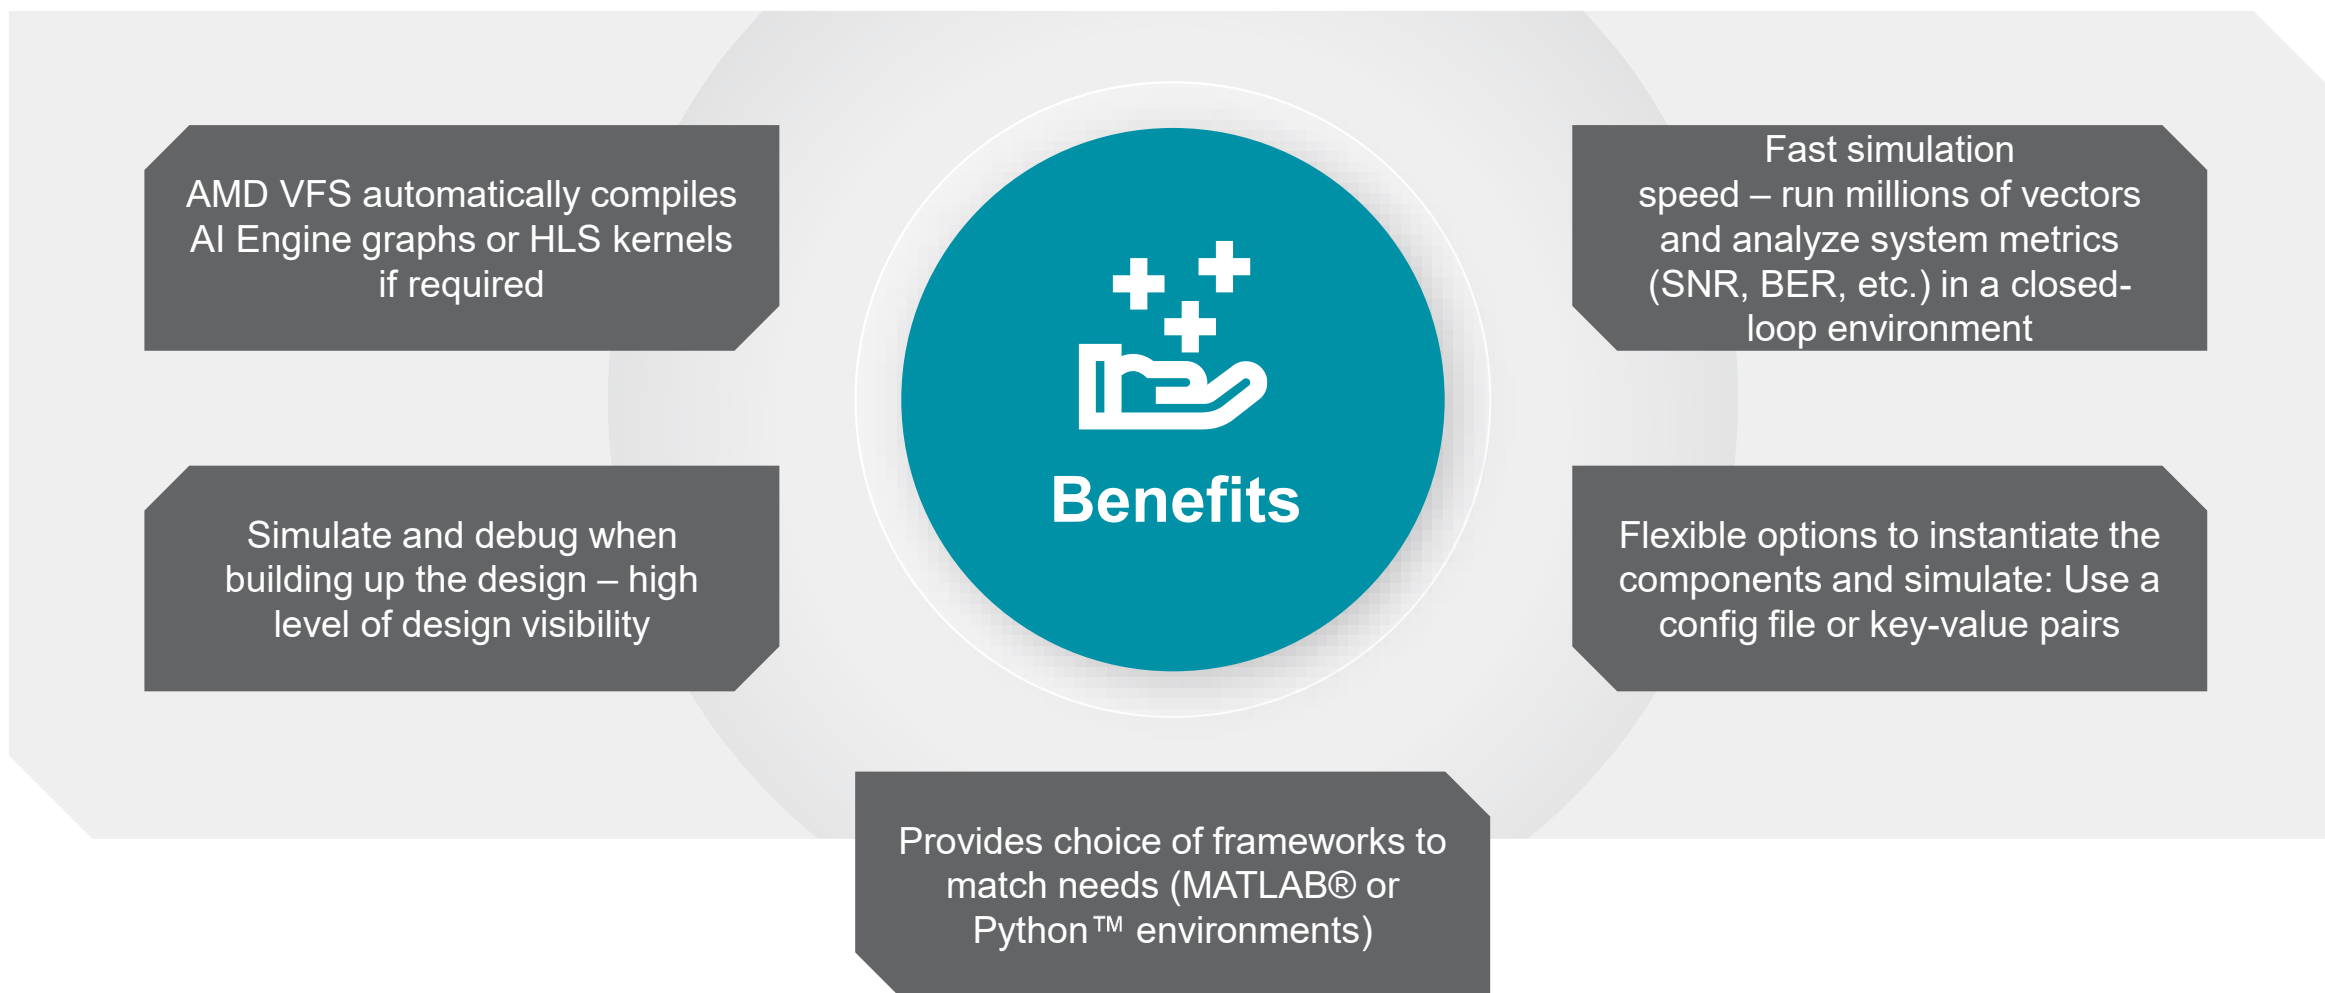 AMD VFS automatically compiles
AI Engine graphs or HLS kernels
if required
Simulate and debug when
building up the design – high
level of design visibility
Benefits
Fast simulation
speed – run millions of vectors
and analyze system metrics
(SNR, BER, etc.) in a closed-
loop environment
Flexible options to instantiate the
components and simulate: Use a
config file or key-value pairs
Provides choice of frameworks to
match needs (MATLAB® or
Python™ environments)